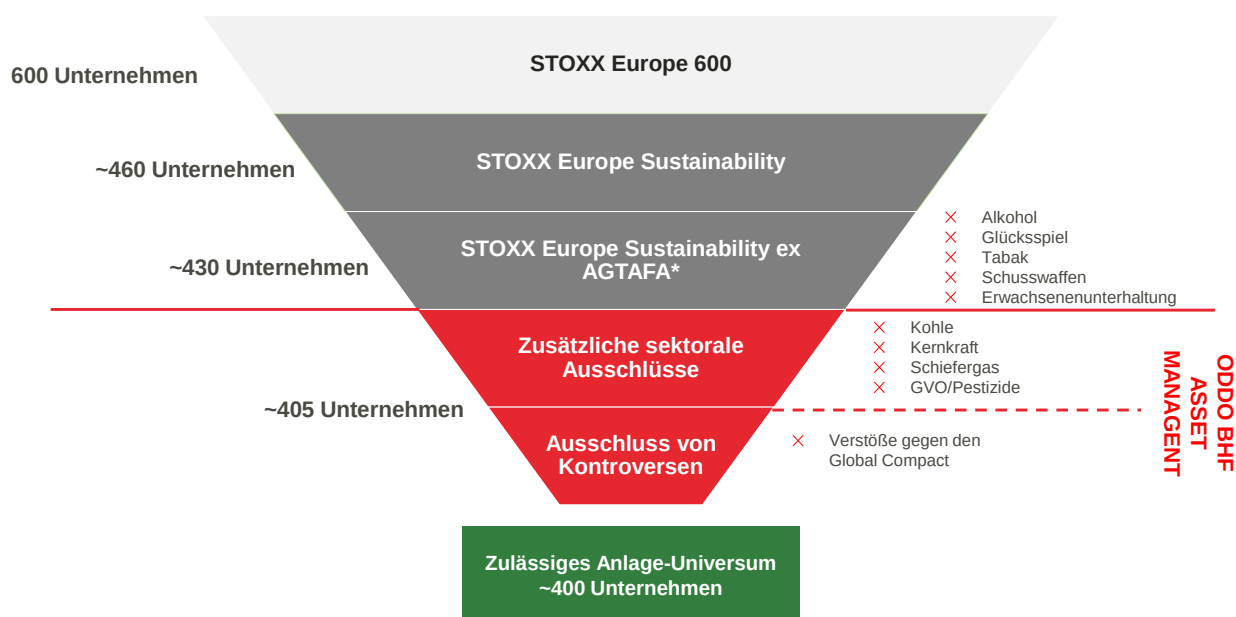 STOXX Europe 600
600 Unternehmen
STOXX Europe Sustainability
~460 Unternehmen
STOXX Europe Sustainability ex
AGTAFA*
~430 Unternehmen
Alkohol
Glücksspiel
Tabak
Schusswaffen
Erwachsenenunterhaltung
Zusätzliche sektorale
Ausschlüsse
Kohle
Kernkraft
Schiefergas
GVO/Pestizide
~405 Unternehmen
Ausschluss von
Kontroversen
Verstöße gegen den
Global Compact
ODDO BHF
ASSET
MANAGENT
Zulässiges Anlage-Universum
~400 Unternehmen